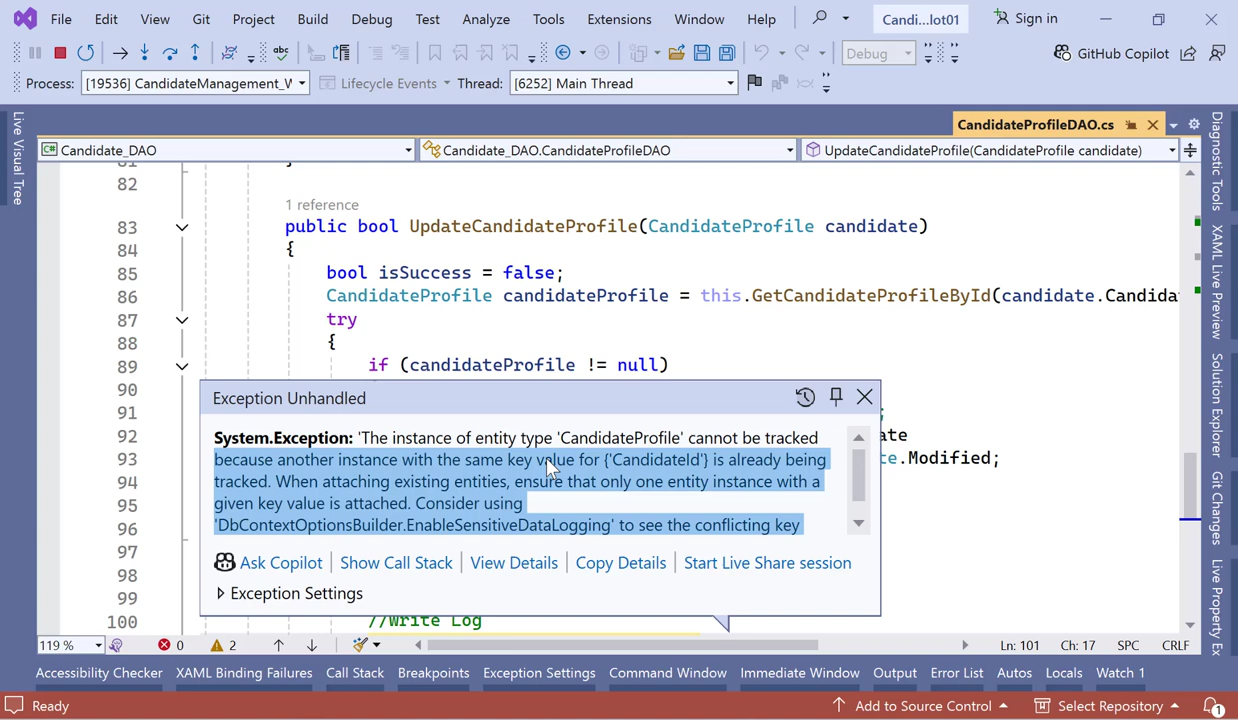 File Edit View Git Project Build Debug Test Analyze Tools Extensions Window Help Candi...lot01 Sign in
Debug GitHub Copilot
Process: [19536] CandidateManagement_W Lifecycle Events Thread: [6252] Main Thread
Live Visual Tree
CandidateProfileDAO.cs
Candidate_DAO Candidate_DAO.CandidateProfileDAO UpdateCandidateProfile(CandidateProfile candidate)
82
1 reference
83 public bool UpdateCandidateProfile(CandidateProfile candidate)
84 {
85 bool isSuccess = false;
86 CandidateProfile candidateProfile = this.GetCandidateProfileById(candidate.Candida
87 try
88 {
89 if (candidateProfile != null)
90
91 ;
92 ate
93 te.Modified;
94
95
96
97
98
99
100 //Write Log
Exception Unhandled
System.Exception: 'The instance of entity type 'CandidateProfile' cannot be tracked
because another instance with the same key value for {'CandidateId'} is already being
tracked. When attaching existing entities, ensure that only one entity instance with a
given key value is attached. Consider using
'DbContextOptionsBuilder.EnableSensitiveDataLogging' to see the conflicting key
Ask Copilot Show Call Stack View Details Copy Details Start Live Share session
Exception Settings
Diagnostic Tools
XAML Live Preview
Solution Explorer
Git Changes
Live Property Ex
119 % 0 2 Ln: 101 Ch: 17 SPC CRLF
Accessibility Checker XAML Binding Failures Call Stack Breakpoints Exception Settings Command Window Immediate Window Output Error List Autos Locals Watch 1
Ready Add to Source Control Select Repository 1